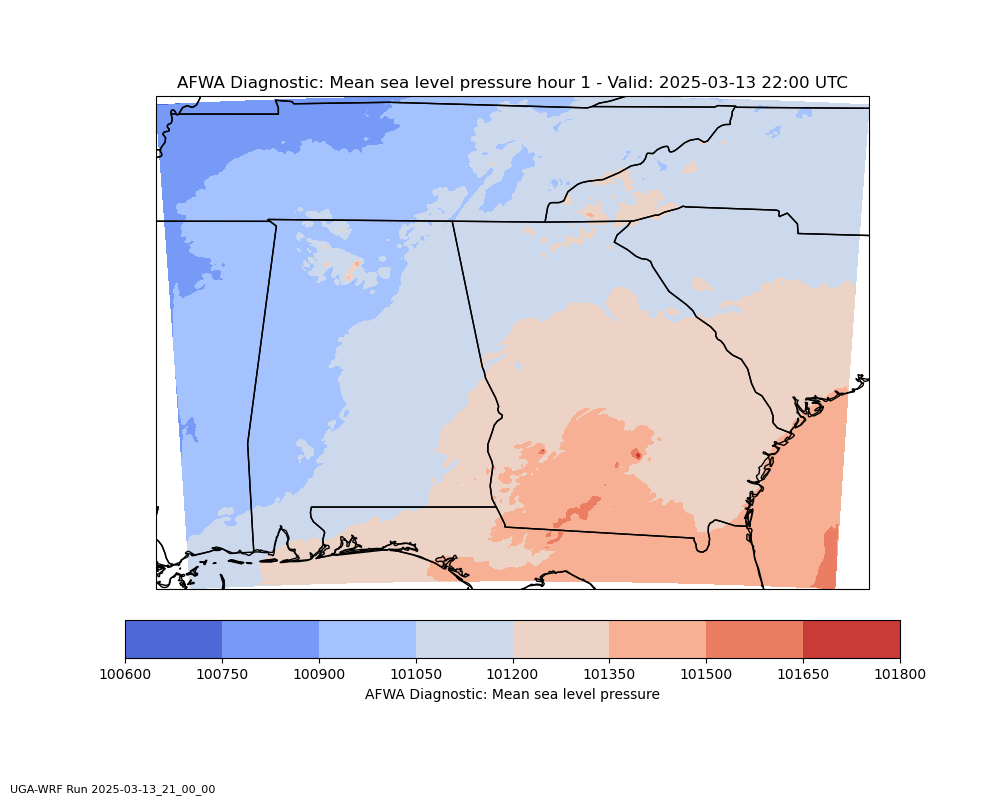 AFWA Diagnostic: Mean sea level pressure hour 1 - Valid: 2025-03-13 22:00 UTC
100600 100750 100900 101050 101200 101350 101500 101650 101800
AFWA Diagnostic: Mean sea level pressure
UGA-WRF Run 2025-03-13_21_00_00